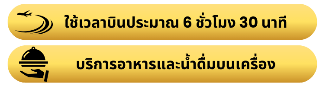 ใช้เวลาบินประมาณ 6 ชั่วโมง 30 นาที
บริการอาหารและน้ำดื่มบนเครื่อง